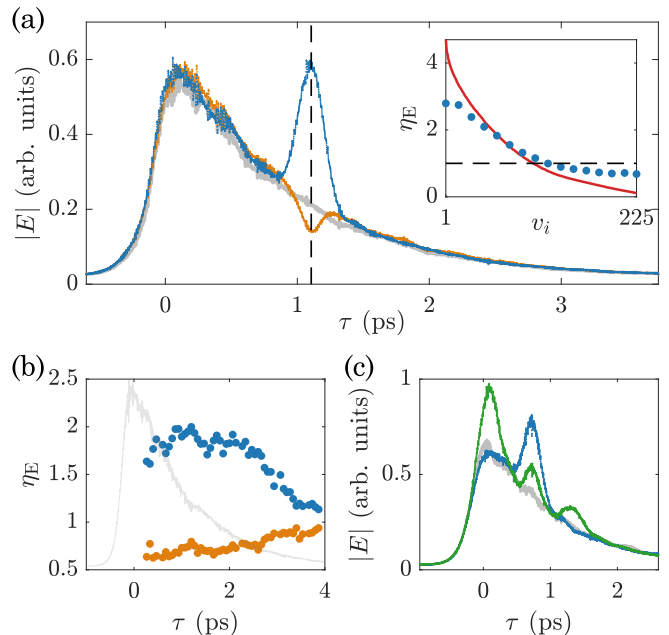 (a)
0.6
0.4
0.2
0
|E| (arb. units)
0
1
2
3
τ (ps)
4
2
0
η_E
1
v_i
225
(b)
2.5
2
1.5
1
0.5
η_E
0
2
4
τ (ps)
(c)
1
0.5
0
|E| (arb. units)
0
1
2
τ (ps)